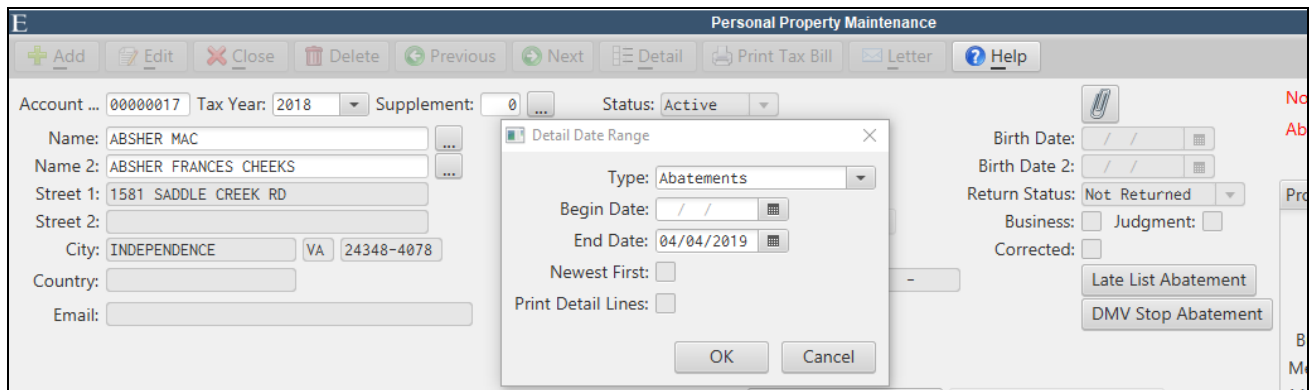 E Personal Property Maintenance
Add Edit Close Delete Previous Next Detail Print Tax Bill Letter Help
Account ... 00000017 Tax Year: 2018 Supplement: 0 ... Status: Active
Name: ABSHER MAC ...
Name 2: ABSHER FRANCES CHEEKS ...
Street 1: 1581 SADDLE CREEK RD
Street 2:
City: INDEPENDENCE VA 24348-4078
Country:
Email:
Detail Date Range
Type: Abatements
Begin Date: / /
End Date: 04/04/2019
Newest First:
Print Detail Lines:
OK Cancel
-
Birth Date: / /
Birth Date 2: / /
Return Status: Not Returned
Business: Judgment:
Corrected:
Late List Abatement
DMV Stop Abatement
No
Ab
Pro
B